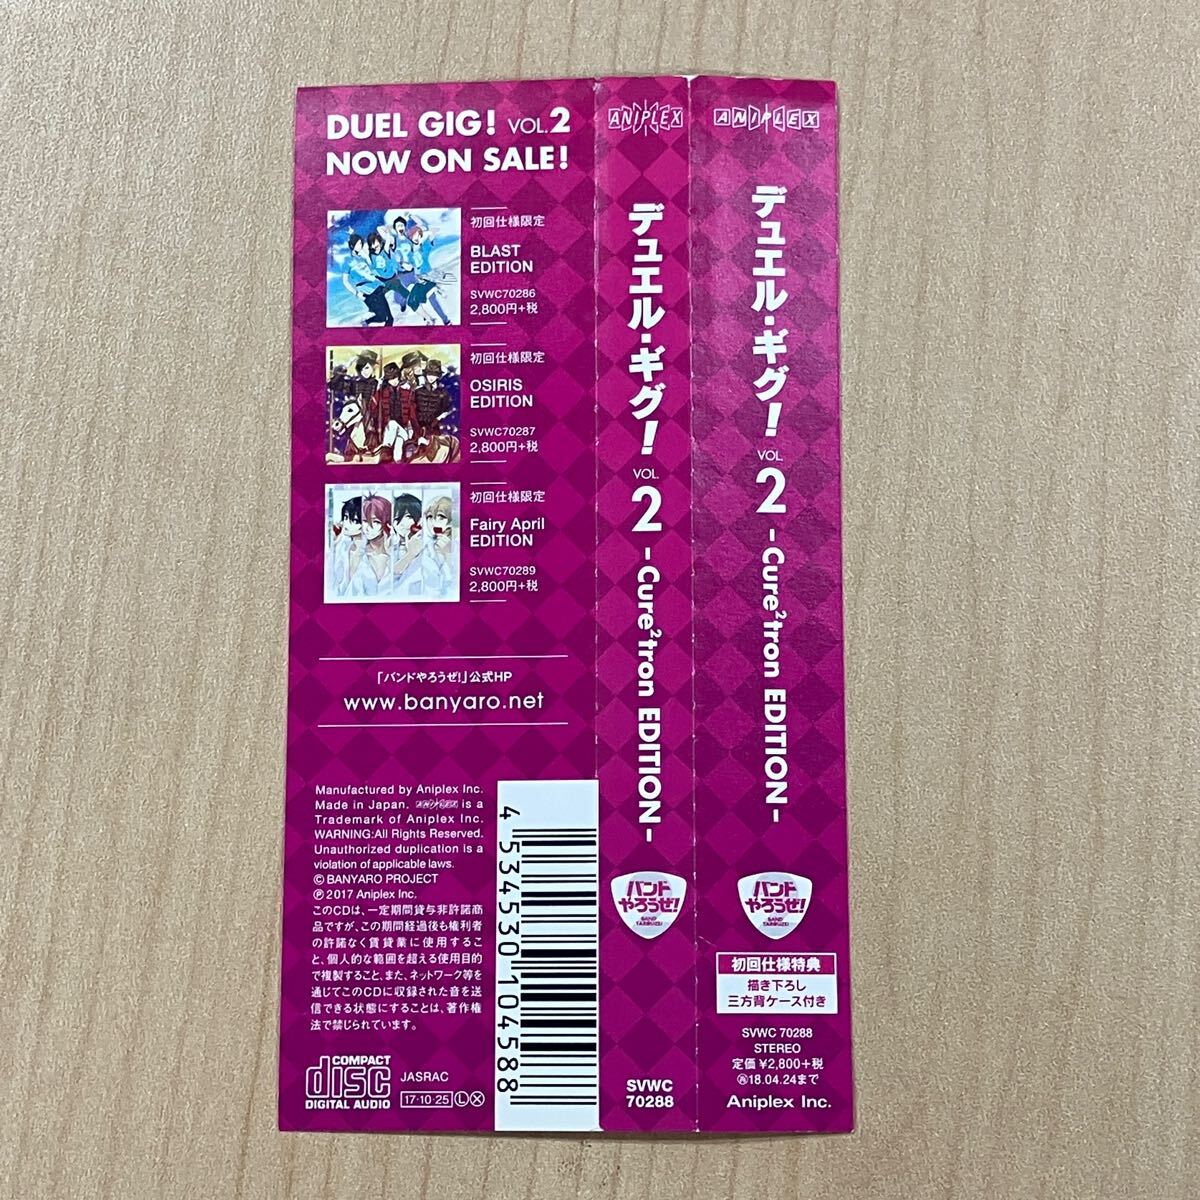 DUEL GIG! VOL.2
NOW ON SALE!
初回仕様限定
BLAST
EDITION
SVWC70286
2,800円+税
初回仕様限定
OSIRIS
EDITION
SVWC70287
2,800円+税
初回仕様限定
Fairy April
EDITION
SVWC70289
2,800円+税
「バンドやろうぜ!」公式HP
www.banyaro.net
Manufactured by Aniplex Inc.
Made in Japan. ANIPLEX is a
Trademark of Aniplex Inc.
WARNING:All Rights Reserved.
Unauthorized duplication is a
violation of applicable laws.
© BANYARO PROJECT
℗ 2017 Aniplex Inc.
このCDは、一定期間貸与非許諾商
品ですが、この期間経過後も権利者
の許諾なく賃貸業に使用するこ
と、個人的な範囲を超える使用目的
で複製すること、また、ネットワーク等を
通じてこのCDに収録された音を送
信できる状態にすることは、著作権
法で禁じられています。
COMPACT
disc
DIGITAL AUDIO
JASRAC
17・10・25 Ⓛ Ⓧ
4 534530 104588
ANIPLEX
デュエル・ギグ! VOL. 2 -Cure²tron EDITION-
バンド
やろうぜ!
BAND
YAROUZE!
SVWC
70288
ANIPLEX
デュエル・ギグ! VOL. 2 -Cure²tron EDITION-
バンド
やろうぜ!
BAND
YAROUZE!
初回仕様特典
描き下ろし
三方背ケース付き
SVWC 70288
STEREO
定価¥2,800+税
㊢18.04.24まで
Aniplex Inc.